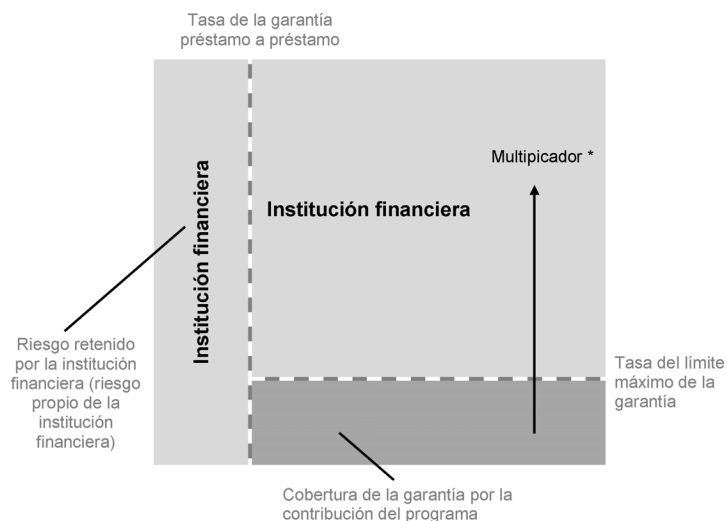 Tasa de la garantía
préstamo a préstamo
Multipicador *
Institución financiera
Institución financiera
Riesgo retenido
por la institución
financiera (riesgo
propio de la
institución
financiera)
Tasa del límite
máximo de la
garantía
Cobertura de la garantía por la
contribución del programa